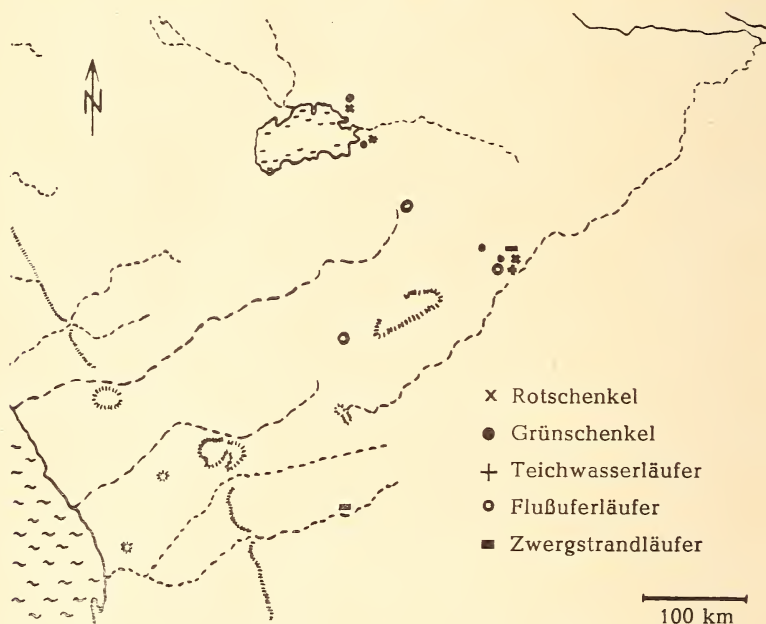 N
× Rotschenkel
● Grünschenkel
+ Teichwasserläufer
○ Flußuferläufer
■ Zwergstrandläufer
100 km